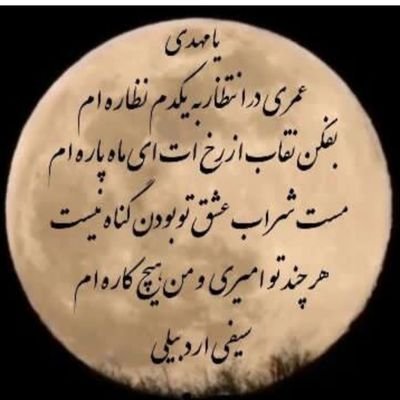 یا مهدی
عمری در انتظار به یکدم نظاره ام
بفکن نقاب از رخ ات ای ماه پاره ام
مست شراب عشق تو بودن گناه نیست
هر چند تو امیری و من هیچ کاره ام
سیفی اردبیلی